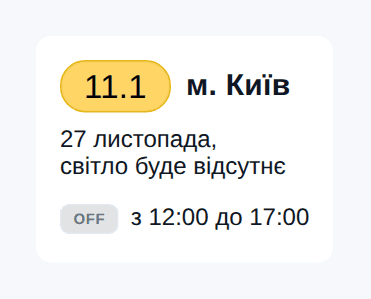 11.1 м. Київ
27 листопада,
світло буде відсутнє
OFF з 12:00 до 17:00